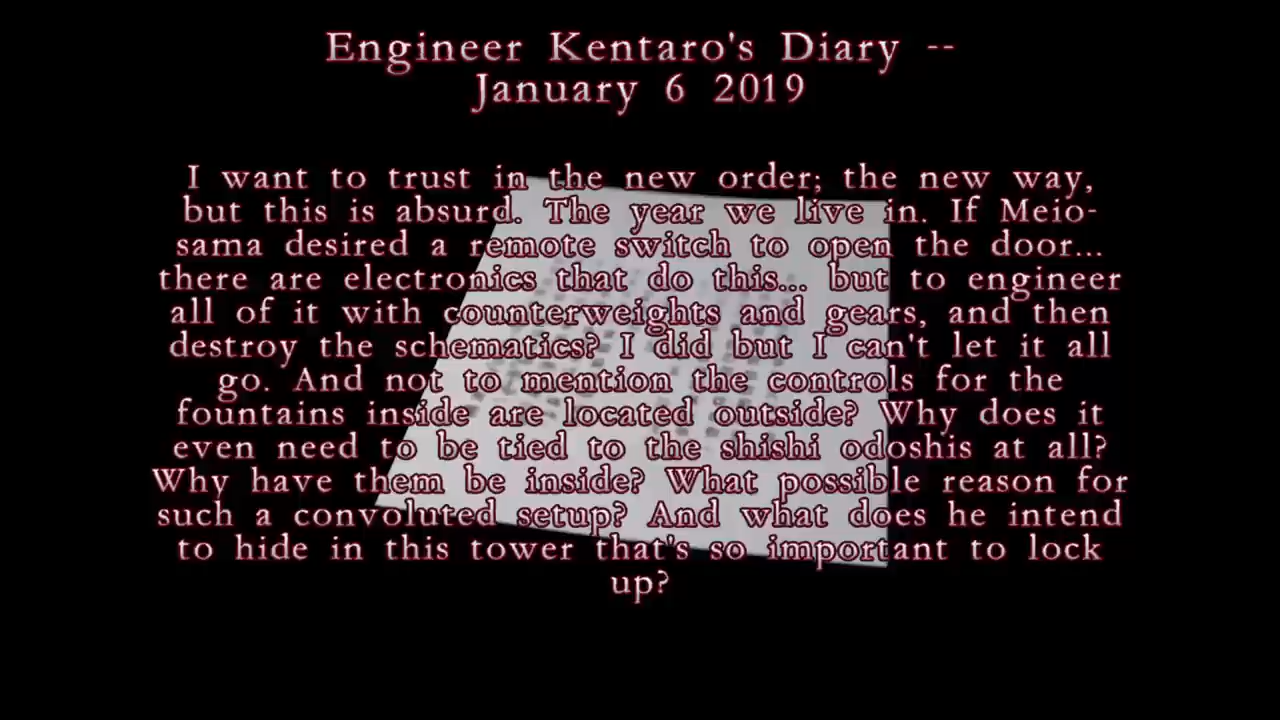 Engineer Kentaro's Diary --
January 6 2019
I want to trust in the new order; the new way,
but this is absurd. The year we live in. If Meio-
sama desired a remote switch to open the door...
there are electronics that do this... but to engineer
all of it with counterweights and gears, and then
destroy the schematics? I did but I can't let it all
go. And not to mention the controls for the
fountains inside are located outside? Why does it
even need to be tied to the shishi odoshis at all?
Why have them be inside? What possible reason for
such a convoluted setup? And what does he intend
to hide in this tower that's so important to lock
up?